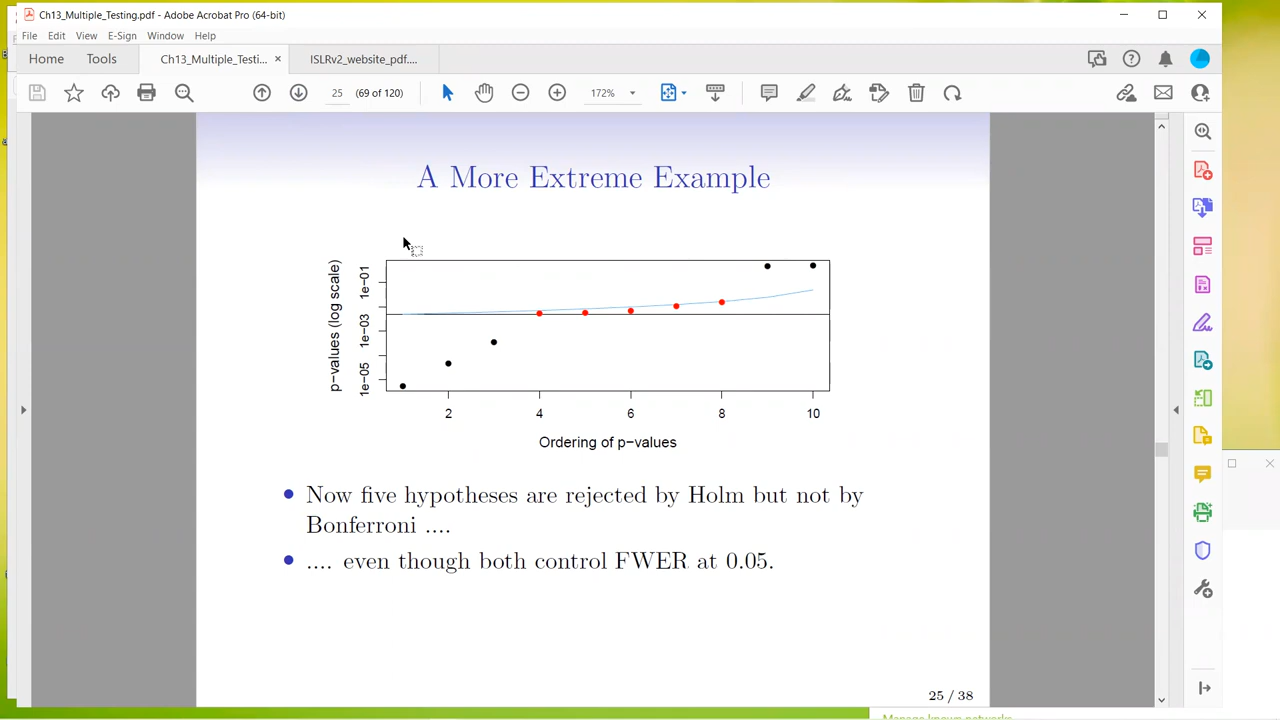 Ch13_Multiple_Testing.pdf - Adobe Acrobat Pro (64-bit)
File Edit View E-Sign Window Help
Home Tools Ch13_Multiple_Testi... × ISLRv2_website_pdf....
25 (69 of 120) 172%
A More Extreme Example
p−values (log scale)
1e−01
1e−03
1e−05
2 4 6 8 10
Ordering of p−values
• Now five hypotheses are rejected by Holm but not by
Bonferroni ....
• .... even though both control FWER at 0.05.
25 / 38
Manage known networks